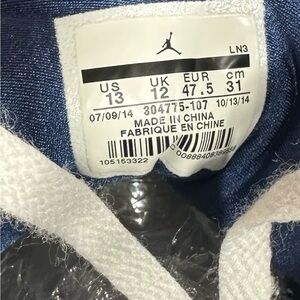 LN3
US UK EUR cm
13 12 47.5 31
07/09/14 304775-107 10/13/14
MADE IN CHINA
FABRIQUE EN CHINE
105153322